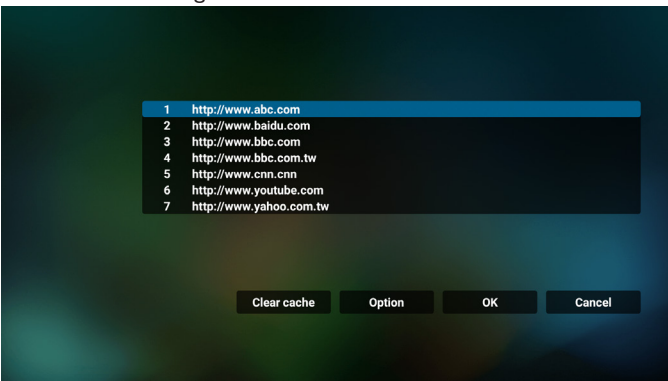 1 http://www.abc.com
2 http://www.baidu.com
3 http://www.bbc.com
4 http://www.bbc.com.tw
5 http://www.cnn.cnn
6 http://www.youtube.com
7 http://www.yahoo.com.tw
Clear cache Option OK Cancel